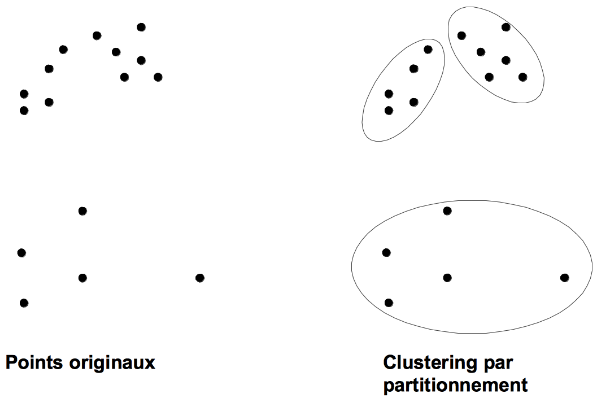 Points originaux
Clustering par
partitionnement